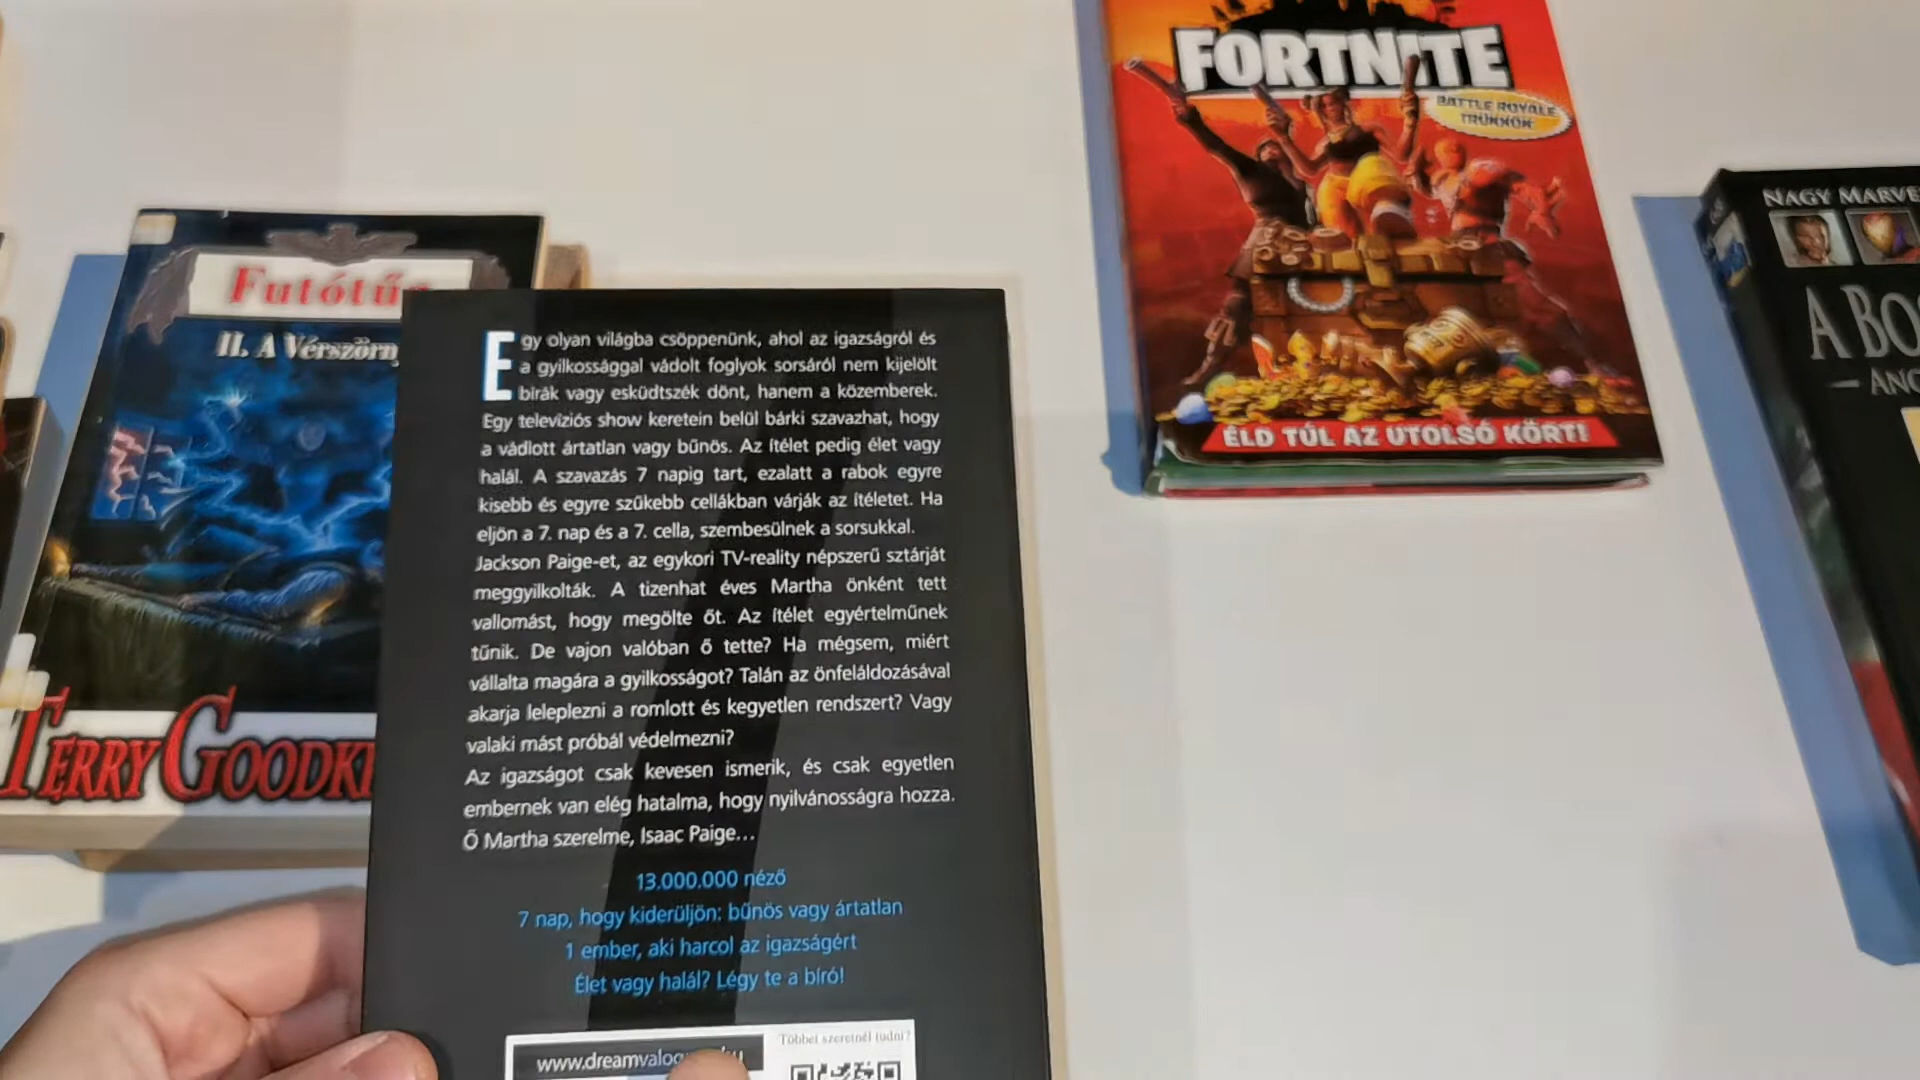 FORTNITE
BATTLE ROYALE
TRÜKKÖK
ÉLD TÚL AZ UTOLSÓ KÖRT!
NAGY MARVE
A BO
Futótűz
II. A Vérszörny
TERRY GOODKI
Egy olyan világba csöppenünk, ahol az igazságról és
a gyilkossággal vádolt foglyok sorsáról nem kijelölt
bírák vagy esküdtszék dönt, hanem a közemberek.
Egy televíziós show keretein belül bárki szavazhat, hogy
a vádlott ártatlan vagy bűnös. Az ítélet pedig élet vagy
halál. A szavazás 7 napig tart, ezalatt a rabok egyre
kisebb és egyre szűkebb cellákban várják az ítéletet. Ha
eljön a 7. nap és a 7. cella, szembesülnek a sorsukkal.
Jackson Paige-et, az egykori TV-reality népszerű sztárját
meggyilkolták. A tizenhat éves Martha önként tett
vallomást, hogy megölte őt. Az ítélet egyértelműnek
tűnik. De vajon valóban ő tette? Ha mégsem, miért
vállalta magára a gyilkosságot? Talán az önfeláldozásával
akarja leleplezni a romlott és kegyetlen rendszert? Vagy
valaki mást próbál védelmezni?
Az igazságot csak kevesen ismerik, és csak egyetlen
embernek van elég hatalma, hogy nyilvánosságra hozza.
Ő Martha szerelme, Isaac Paige...
13.000.000 néző
7 nap, hogy kiderüljön: bűnös vagy ártatlan
1 ember, aki harcol az igazságért
Élet vagy halál? Légy te a bíró!
Többet szeretnél tudni?